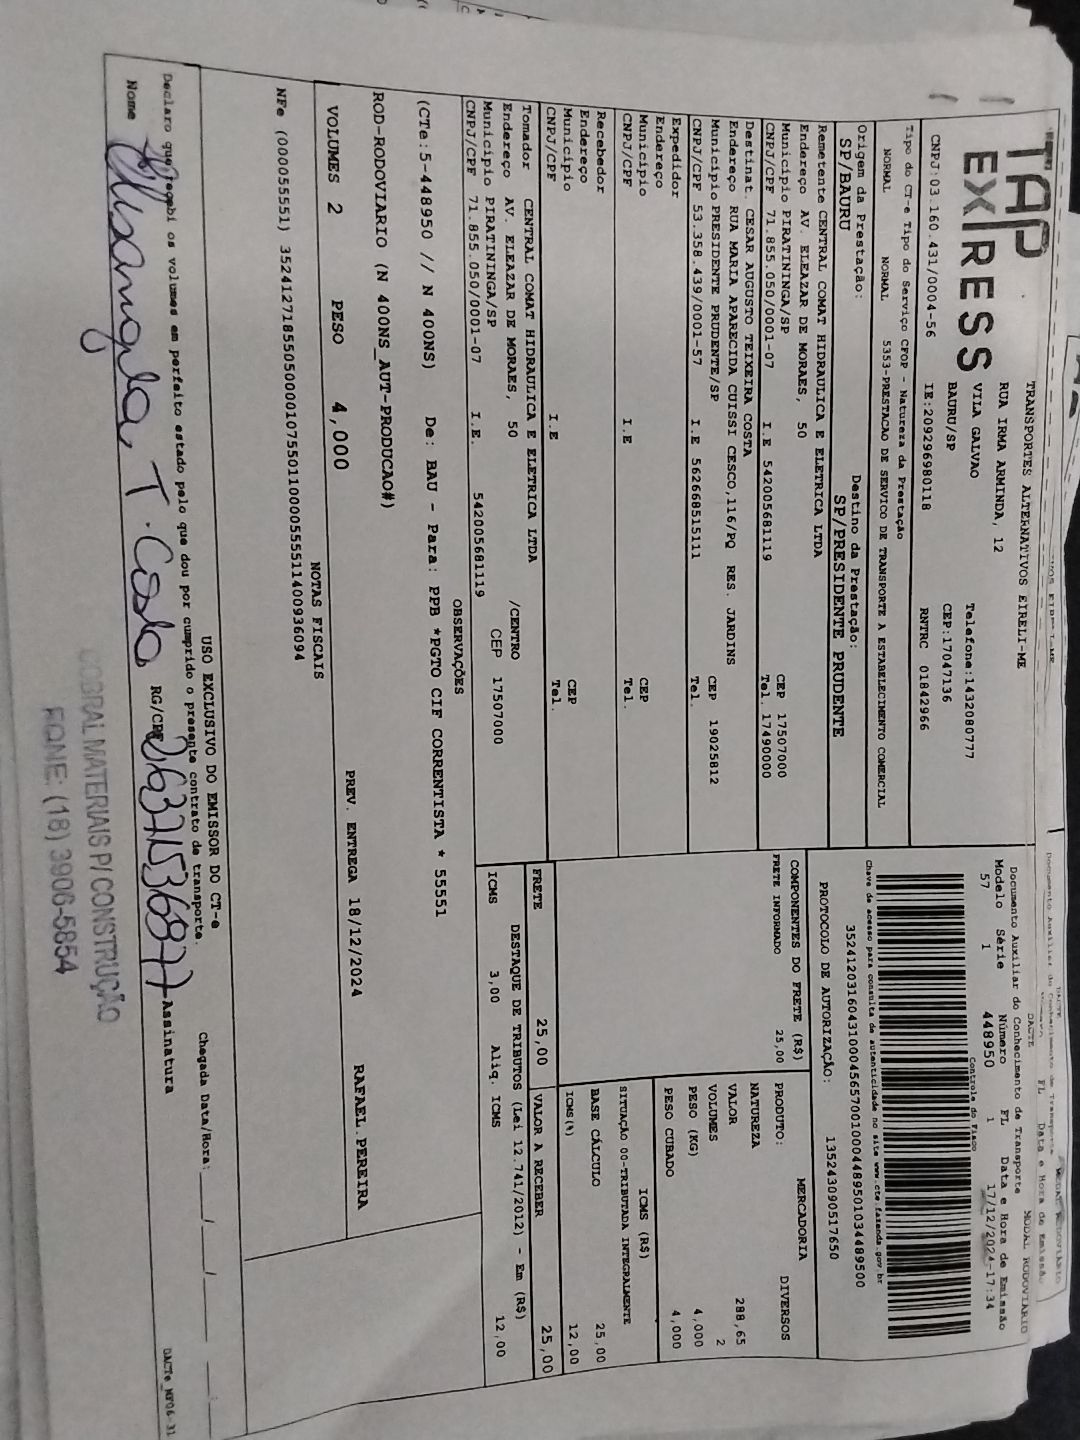 TAP
EXPRESS
TRANSPORTES ALTERNATIVOS EIRELI-ME
RUA IRMA ARMINDA, 12
VILA GALVAO Telefone:1432080777
BAURU/SP CEP:17047136
CNPJ:03.160.431/0004-56 IE:209296980118 RNTRC 01842966
DACTE MODAL RODOVIÁRIO
Documento Auxiliar do Conhecimento de Transporte
Modelo Série Número FL Data e Hora de Emissão
57 1 448950 1 17/12/2024-17:34
Controle do Fisco
Chave de acesso para consulta de autenticidade no site www.cte.fazenda.gov.br
35241203160431000456570010004489501034489500
PROTOCOLO DE AUTORIZAÇÃO: 135243090517650
Tipo do CT-e Tipo do Serviço CFOP - Natureza da Prestação
NORMAL NORMAL 5353-PRESTACAO DE SERVICO DE TRANSPORTE A ESTABELECIMENTO COMERCIAL
Origem da Prestação: Destino da Prestação:
SP/BAURU SP/PRESIDENTE PRUDENTE
Remetente CENTRAL COMAT HIDRAULICA E ELETRICA LTDA
Endereço AV. ELEAZAR DE MORAES, 50
Município PIRATININGA/SP CEP 17507000
CNPJ/CPF 71.855.050/0001-07 I.E 542005681119 Tel. 17490000
Destinat. CESAR AUGUSTO TEIXEIRA COSTA
Endereço RUA MARIA APARECIDA CUISSI CESCO,116/PQ RES. JARDINS
Município PRESIDENTE PRUDENTE/SP CEP 19025812
CNPJ/CPF 53.358.439/0001-57 I.E 562668515111 Tel.
Expedidor
Endereço
Município CEP
CNPJ/CPF I.E Tel.
Recebedor
Endereço
Município CEP
CNPJ/CPF I.E Tel.
Tomador CENTRAL COMAT HIDRAULICA E ELETRICA LTDA
Endereço AV. ELEAZAR DE MORAES, 50 /CENTRO
Município PIRATININGA/SP CEP 17507000
CNPJ/CPF 71.855.050/0001-07 I.E. 542005681119
COMPONENTES DO FRETE (R$)
FRETE INFORMADO 25,00
PRODUTO: MERCADORIA
NATUREZA DIVERSOS
VALOR 288,65
VOLUMES 2
PESO (KG) 4,000
PESO CUBADO 4,000
ICMS (R$)
SITUAÇÃO 00-TRIBUTADA INTEGRALMENTE
BASE CÁLCULO 25,00
ICMS(%) 12,00
FRETE 25,00 VALOR A RECEBER 25,00
DESTAQUE DE TRIBUTOS (Lei 12.741/2012) - Em (R$)
ICMS 3,00 Aliq. ICMS 12,00
OBSERVAÇÕES
(CTe:5-448950 // N 400NS) De: BAU - Para: PPB *PGTO CIF CORRENTISTA * 55551
ROD-RODOVIARIO (N 400NS_AUT-PRODUCAO#)
VOLUMES 2 PESO 4,000 PREV. ENTREGA 18/12/2024 RAFAEL.PEREIRA
NOTAS FISCAIS
NFe (000055551) 35241271855050000107550110000555511400936094
USO EXCLUSIVO DO EMISSOR DO CT-e
Declaro que recebi os volumes em perfeito estado pelo que dou por cumprido o presente contrato de transporte. Chegada Data/Hora: __/__/____ __:__
Nome T. Costa RG/CPF Assinatura
COBRAL MATERIAIS P/ CONSTRUÇÃO
FONE: (18) 3906-5854